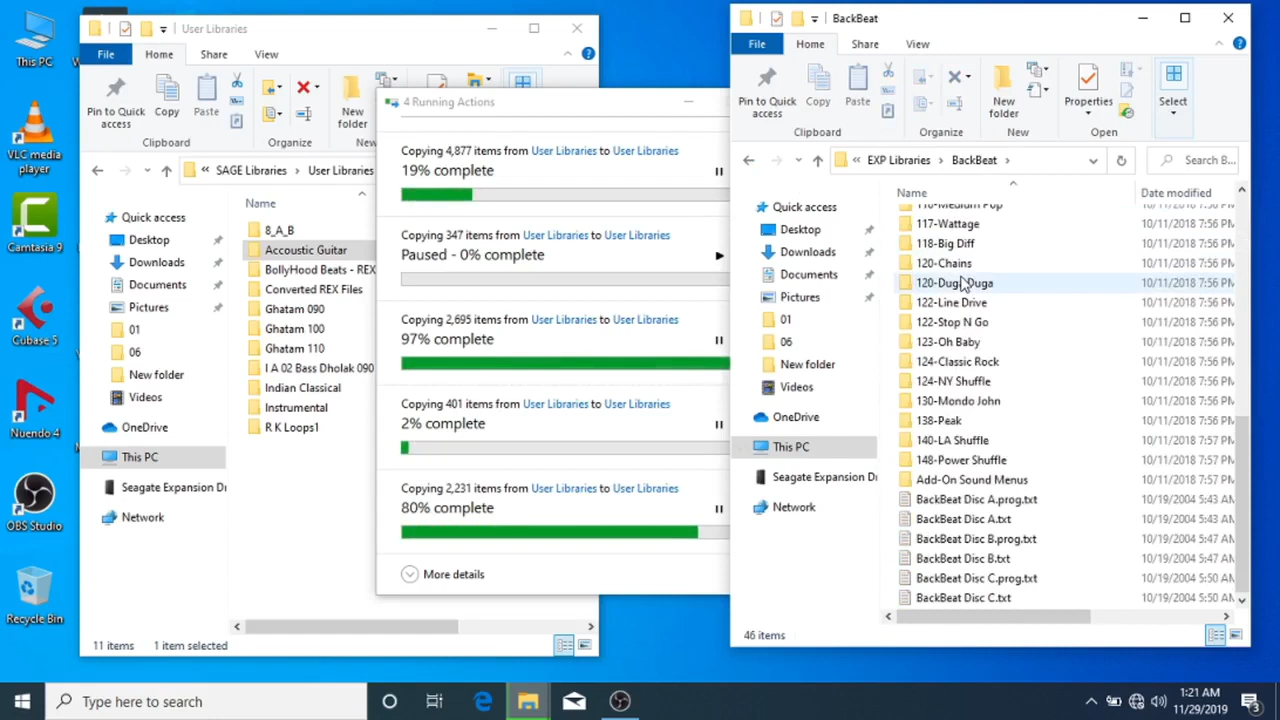 This PC
VLC media
player
Camtasia 9
Cubase 5
Nuendo 4
OBS Studio
Recycle Bin
User Libraries
File
Home
Share
View
Pin to Quick
access
Copy
Paste
New
folder
Clipboard
Organize
SAGE Libraries
User Libraries
Quick access
Desktop
Downloads
Documents
Pictures
01
06
New folder
Videos
OneDrive
This PC
Seagate Expansion
Network
Name
8_A_B
Accoustic Guitar
BollyHood Beats - REX
Converted REX Files
Ghatam 090
Ghatam 100
Ghatam 110
I A 02 Bass Dholak 090
Indian Classical
Instrumental
R K Loops1
11 items
1 item selected
4 Running Actions
Copying 4,877 items from User Libraries to User Libraries
19% complete
Copying 347 items from User Libraries to User Libraries
Paused - 0% complete
Copying 2,695 items from User Libraries to User Libraries
97% complete
Copying 401 items from User Libraries to User Libraries
2% complete
Copying 2,231 items from User Libraries to User Libraries
80% complete
More details
BackBeat
File
Home
Share
View
Pin to Quick
access
Copy
Paste
New
folder
Properties
Select
Clipboard
Organize
New
Open
EXP Libraries
BackBeat
Search B...
Quick access
Desktop
Downloads
Documents
Pictures
01
06
New folder
Videos
OneDrive
This PC
Seagate Expansion
Network
Name
Date modified
116-Medium Pop 10/11/2018 7:56 PM
117-Wattage 10/11/2018 7:56 PM
118-Big Diff 10/11/2018 7:56 PM
120-Chains 10/11/2018 7:56 PM
120-Duga Duga 10/11/2018 7:56 PM
122-Line Drive 10/11/2018 7:56 PM
122-Stop N Go 10/11/2018 7:56 PM
123-Oh Baby 10/11/2018 7:56 PM
124-Classic Rock 10/11/2018 7:56 PM
124-NY Shuffle 10/11/2018 7:56 PM
130-Mondo John 10/11/2018 7:56 PM
138-Peak 10/11/2018 7:56 PM
140-LA Shuffle 10/11/2018 7:57 PM
148-Power Shuffle 10/11/2018 7:57 PM
Add-On Sound Menus 10/11/2018 7:56 PM
BackBeat Disc A.prog.txt 10/19/2004 5:43 AM
BackBeat Disc A.txt 10/19/2004 5:43 AM
BackBeat Disc B.prog.txt 10/19/2004 5:47 AM
BackBeat Disc B.txt 10/19/2004 5:47 AM
BackBeat Disc C.prog.txt 10/19/2004 5:50 AM
BackBeat Disc C.txt 10/19/2004 5:50 AM
46 items
Type here to search
1:21 AM
11/29/2019
3